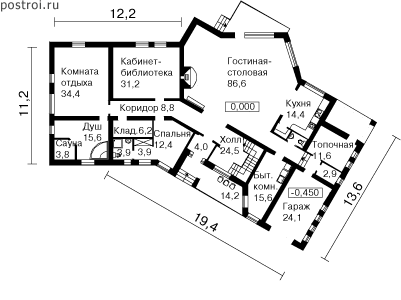 postroi.ru
12,2
11,2
Комната
отдыха
34,4
Кабинет-
библиотека
31,2
Гостиная-
столовая
86,6
Коридор 8,8
0,000
Кухня
14,4
Душ
15,6
Клад. 6,2
Спальня
12,4
Сауна
3,8
3,9
3,9
4,0
Холл
24,5
Топочная
11,6
2,9
Быт.
комн.
15,6
14,2
-0,450
Гараж
24,1
19,4
13,6